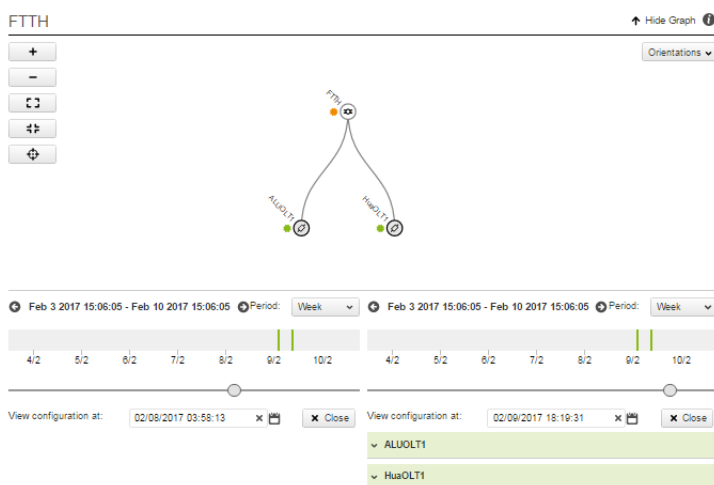 FTTH
Hide Graph
Orientations
FTTH
ALUOLT1
HuaOLT1
Feb 3 2017 15:06:05 - Feb 10 2017 15:06:05 Period: Week
Feb 3 2017 15:06:05 - Feb 10 2017 15:06:05 Period: Week
4/2 5/2 6/2 7/2 8/2 9/2 10/2
4/2 5/2 6/2 7/2 8/2 9/2 10/2
View configuration at: 02/08/2017 03:58:13 Close
View configuration at: 02/09/2017 18:19:31 Close
ALUOLT1
HuaOLT1